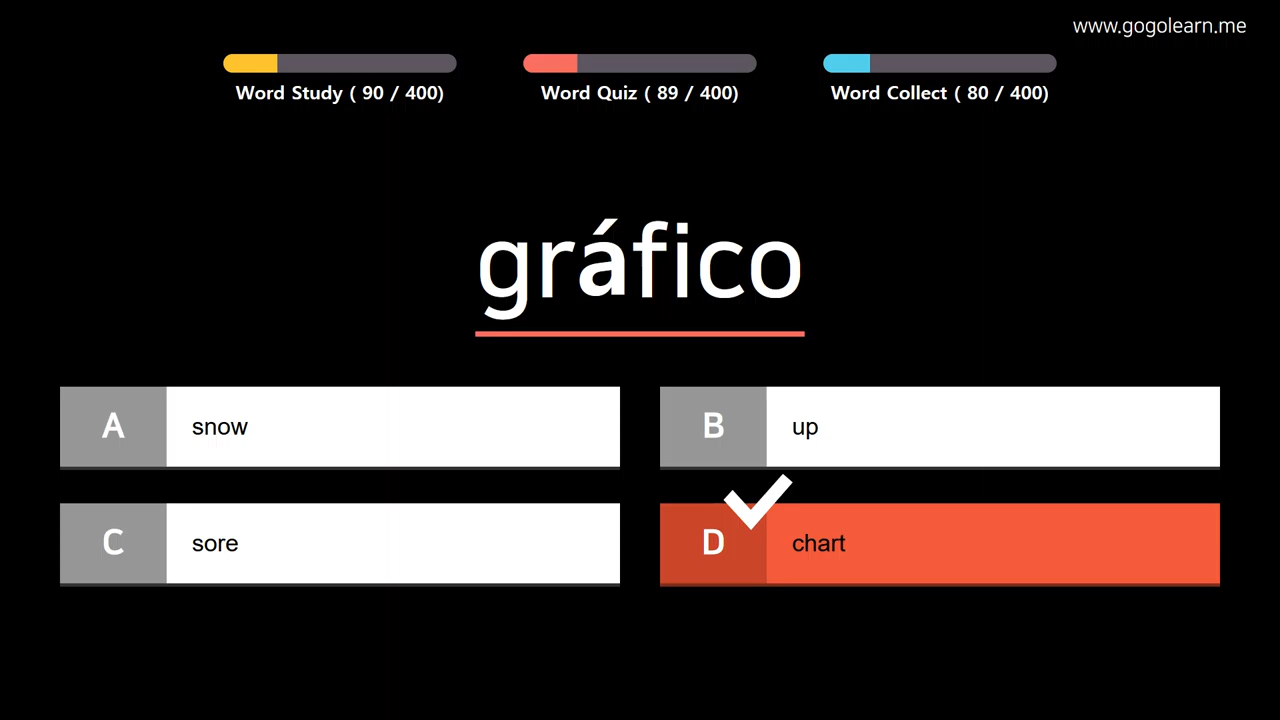 www.gogolearn.me
Word Study ( 90 / 400)
Word Quiz ( 89 / 400)
Word Collect ( 80 / 400)
gráfico
A snow
B up
C sore
D chart